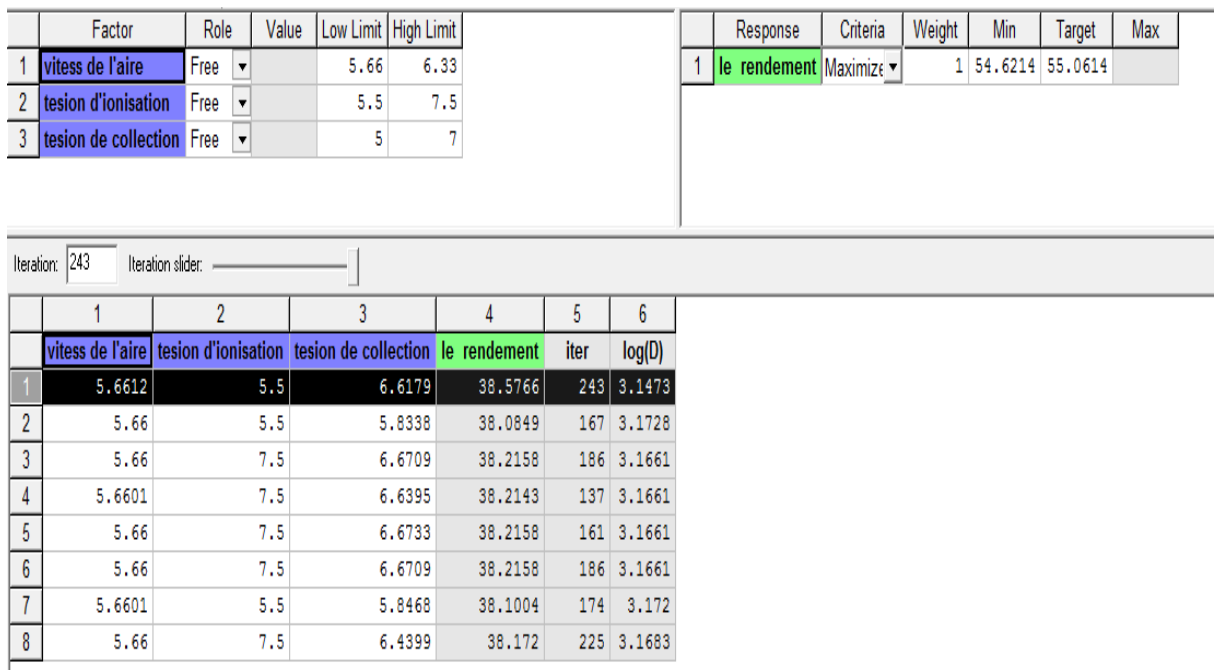 Factor Role Value Low Limit High Limit
1 vitess de l'aire Free 5.66 6.33
2 tesion d'ionisation Free 5.5 7.5
3 tesion de collection Free 5 7
Response Criteria Weight Min Target Max
1 le rendement Maximize 1 54.6214 55.0614
Iteration: 243 Iteration slider:
1 2 3 4 5 6
vitess de l'aire tesion d'ionisation tesion de collection le rendement iter log(D)
1 5.6612 5.5 6.6179 38.5766 243 3.1473
2 5.66 5.5 5.8338 38.0849 167 3.1728
3 5.66 7.5 6.6709 38.2158 186 3.1661
4 5.6601 7.5 6.6395 38.2143 137 3.1661
5 5.66 7.5 6.6733 38.2158 161 3.1661
6 5.66 7.5 6.6709 38.2158 186 3.1661
7 5.6601 5.5 5.8468 38.1004 174 3.172
8 5.66 7.5 6.4399 38.172 225 3.1683